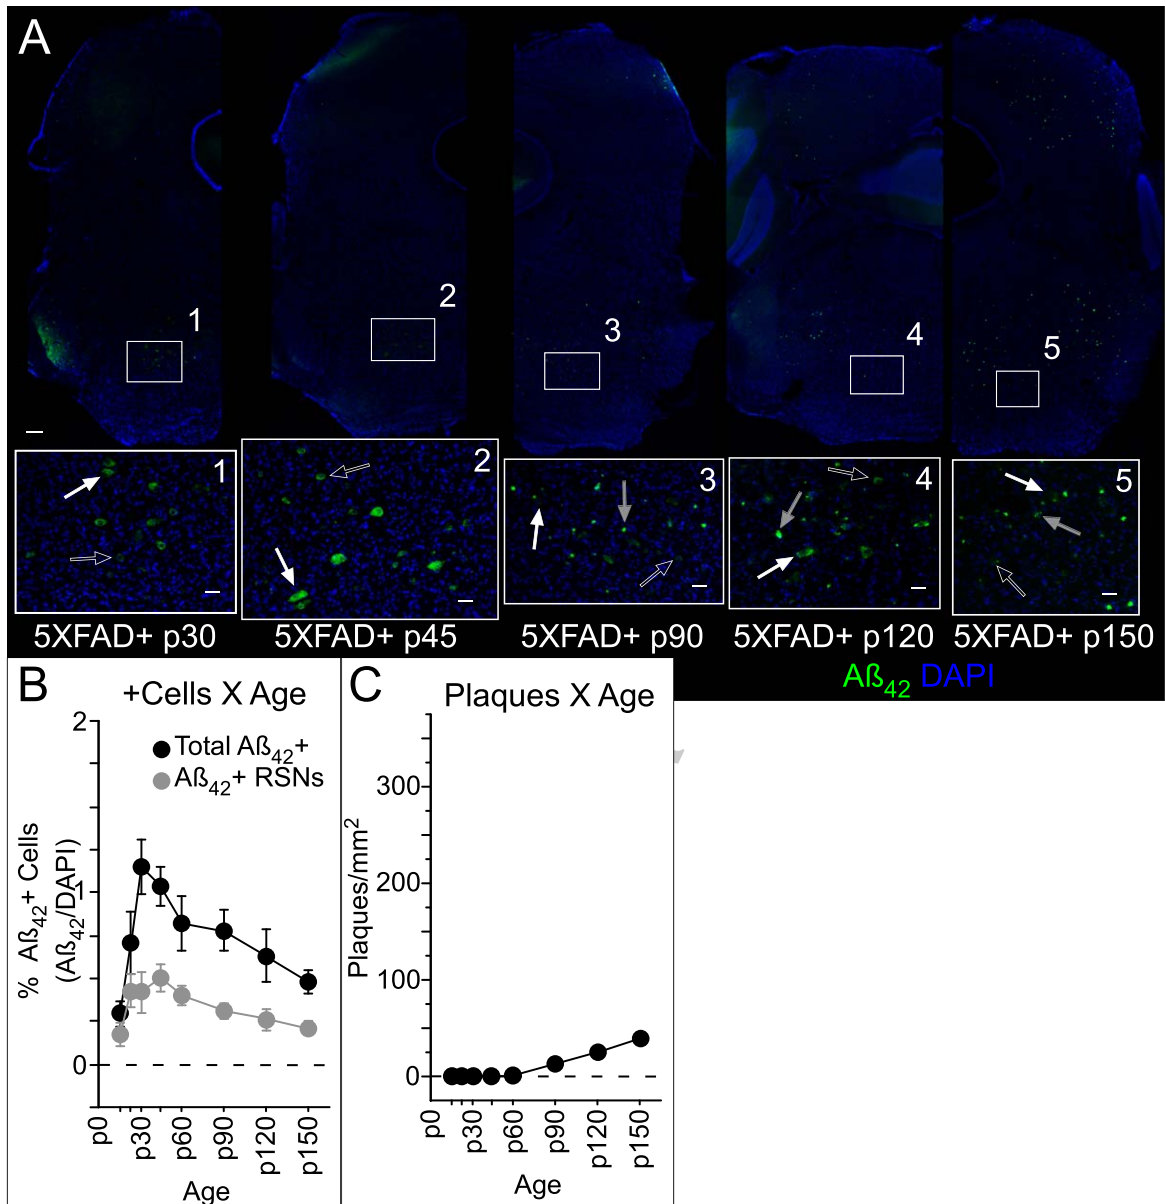 A
1
2
3
4
5
1
2
3
4
5
5XFAD+ p30
5XFAD+ p45
5XFAD+ p90
5XFAD+ p120
5XFAD+ p150
Aß₄₂ DAPI
B
+Cells X Age
Total Aß₄₂+
Aß₄₂+ RSNs
% Aß₄₂+ Cells
(Aß₄₂/DAPI)
2
1
0
p0
p30
p60
p90
p120
p150
Age
C
Plaques X Age
Plaques/mm²
300
200
100
0
p0
p30
p60
p90
p120
p150
Age